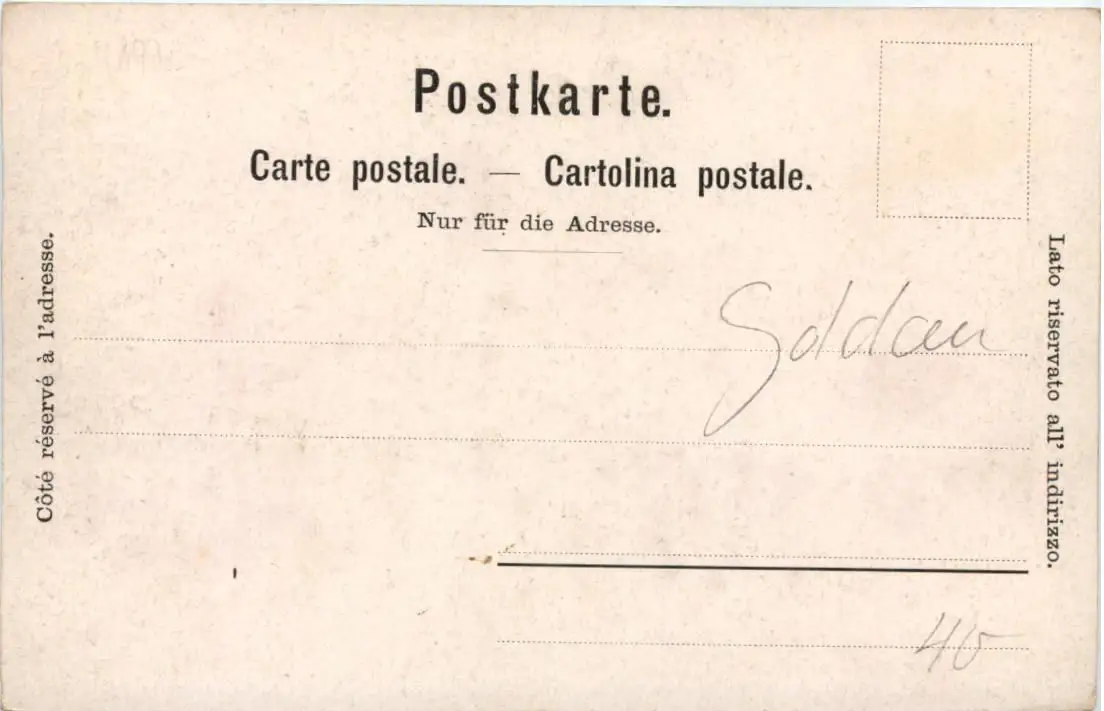 Postkarte.
Carte postale. — Cartolina postale.
Nur für die Adresse.
Côté réservé à l'adresse.
Lato riservato all' indirizzo.
Goldau
40